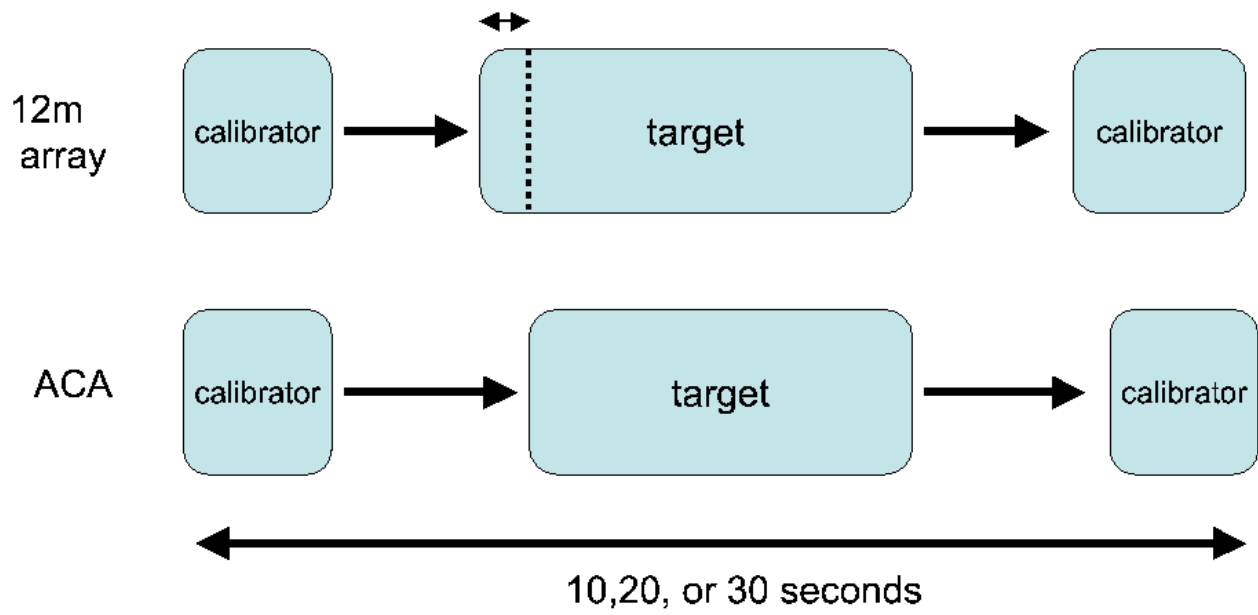 12m
array
calibrator
target
calibrator
ACA
calibrator
target
calibrator
10,20, or 30 seconds